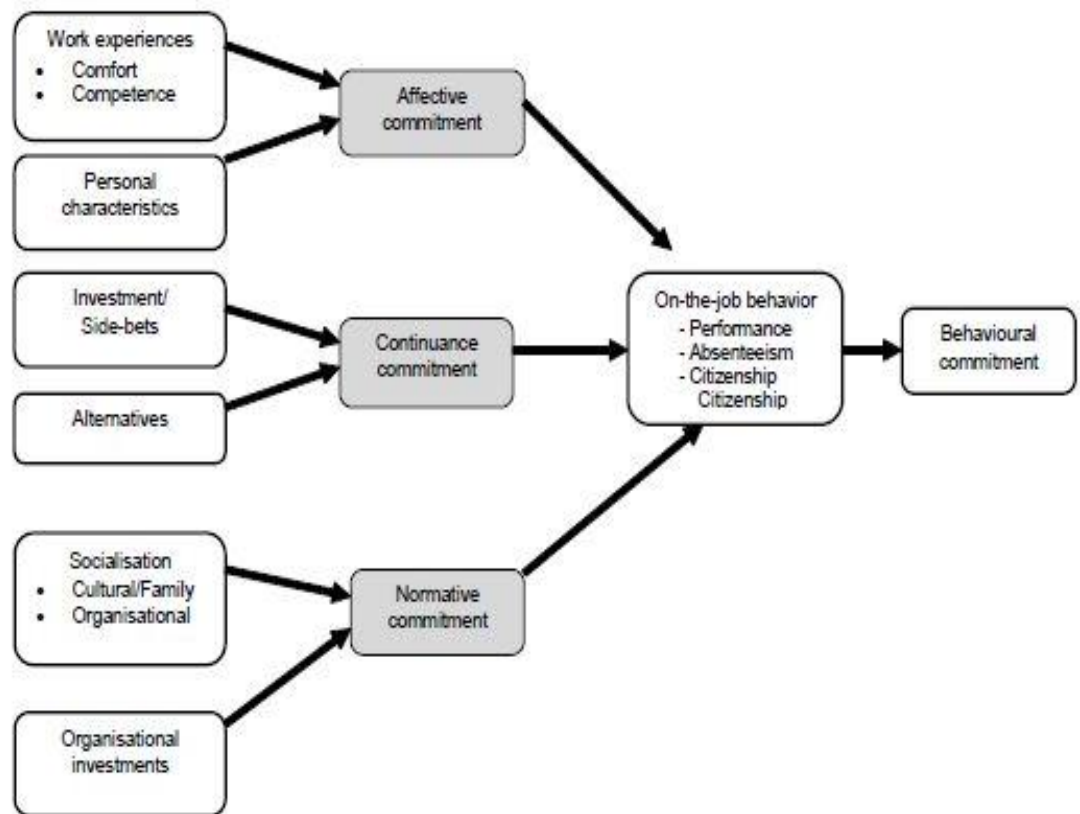 Work experiences
• Comfort
• Competence
Personal
characteristics
Affective
commitment
Investment/
Side-bets
Alternatives
Continuance
commitment
Socialisation
• Cultural/Family
• Organisational
Organisational
investments
Normative
commitment
On-the-job behavior
- Performance
- Absenteeism
- Citizenship
Citizenship
Behavioural
commitment